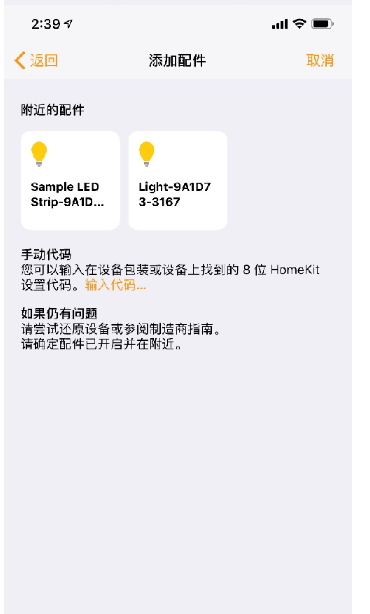 2:39
返回
添加配件
取消
附近的配件
Sample LED
Strip-9A1D...
Light-9A1D7
3-3167
手动代码
您可以输入在设备包装或设备上找到的 8 位 HomeKit
设置代码。输入代码...
如果仍有问题
请尝试还原设备或参阅制造商指南。
请确定配件已开启并在附近。